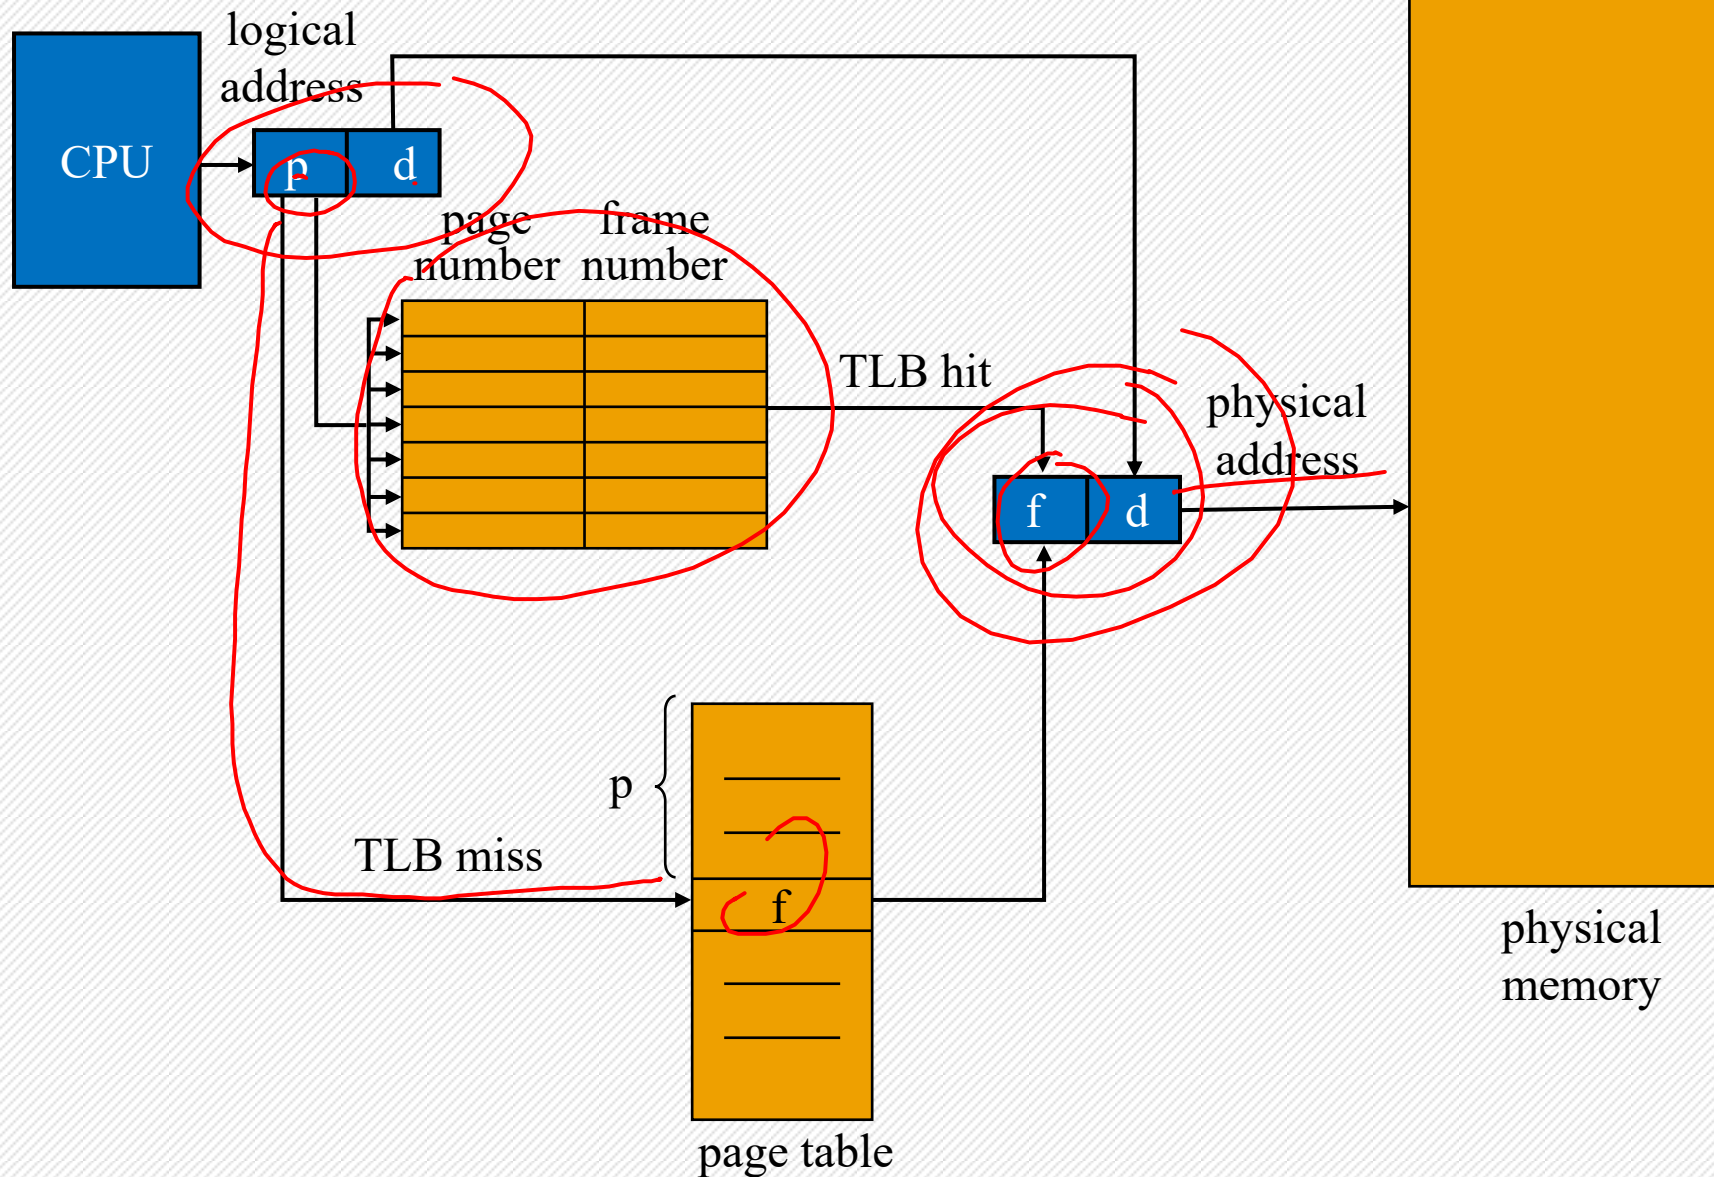 logical
address
CPU
p
d
page
number
frame
number
TLB hit
physical
address
f
d
p
TLB miss
f
physical
memory
page table